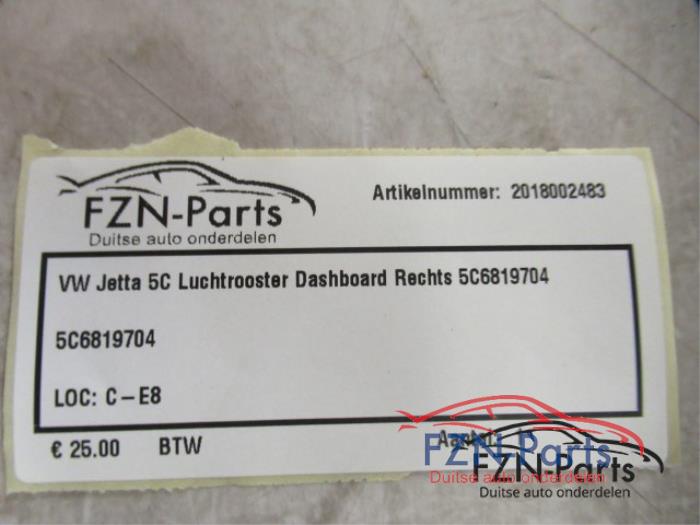 FZN-Parts
Duitse auto onderdelen
Artikelnummer: 2018002483
VW Jetta 5C Luchtrooster Dashboard Rechts 5C6819704
5C6819704
LOC: C-E8
€ 25.00 BTW
FZN-Parts
Duitse auto onderdelen
FZN-Parts
Duitse auto onderdelen